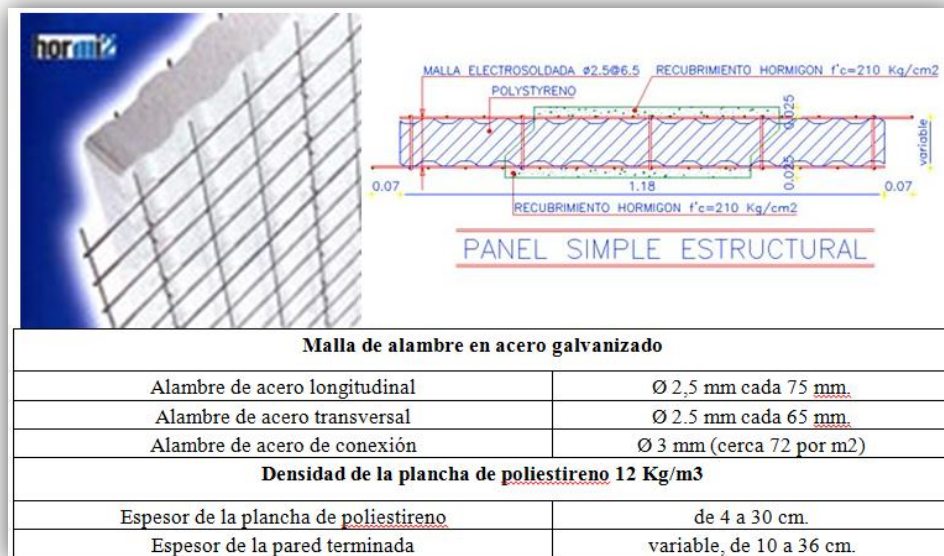 hormi2
MALLA ELECTROSOLDADA ø2.5@6.5
RECUBRIMIENTO HORMIGON f'c=210 Kg/cm2
POLYSTYRENO
0.025
variable
0.025
0.07
1.18
0.07
RECUBRIMIENTO HORMIGON f'c=210 Kg/cm2
PANEL SIMPLE ESTRUCTURAL
Malla de alambre en acero galvanizado
Alambre de acero longitudinal Ø 2,5 mm cada 75 mm.
Alambre de acero transversal Ø 2.5 mm cada 65 mm.
Alambre de acero de conexión Ø 3 mm (cerca 72 por m2)
Densidad de la plancha de poliestireno 12 Kg/m3
Espesor de la plancha de poliestireno de 4 a 30 cm.
Espesor de la pared terminada variable, de 10 a 36 cm.